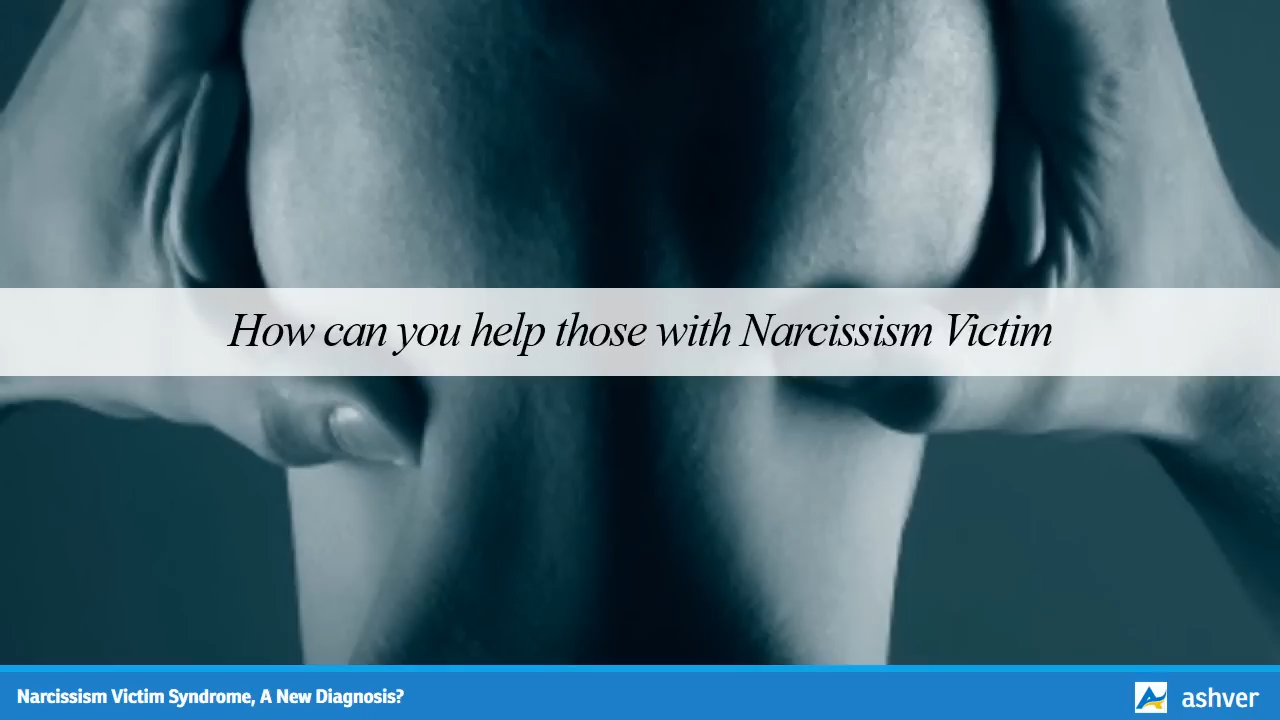 How can you help those with Narcissism Victim
Narcissism Victim Syndrome, A New Diagnosis?
ashver